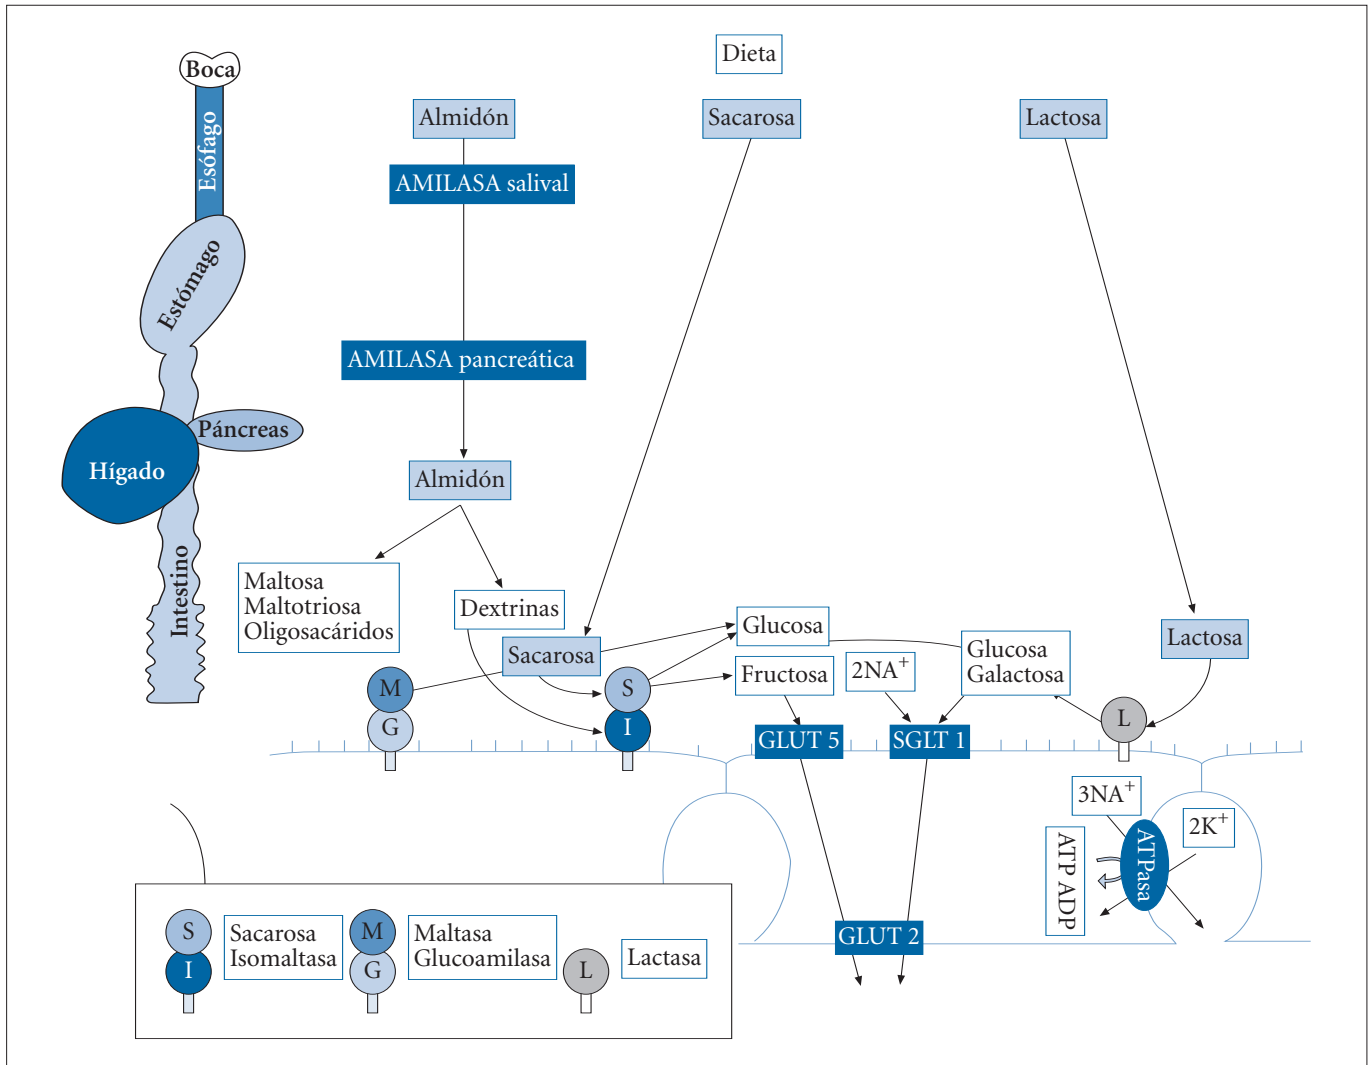 Dieta
Boca
Esófago
Estómago
Hígado
Páncreas
Intestino
Almidón
Sacarosa
Lactosa
AMILASA salival
AMILASA pancreática
Almidón
Maltosa
Maltotriosa
Oligosacáridos
Dextrinas
Sacarosa
Glucosa
Fructosa
2NA+
Glucosa
Galactosa
Lactosa
M
G
S
I
L
GLUT 5
SGLT 1
3NA+
2K+
ATPasa
ATP ADP
GLUT 2
S
I
Sacarosa
Isomaltasa
M
G
Maltasa
Glucoamilasa
L
Lactasa